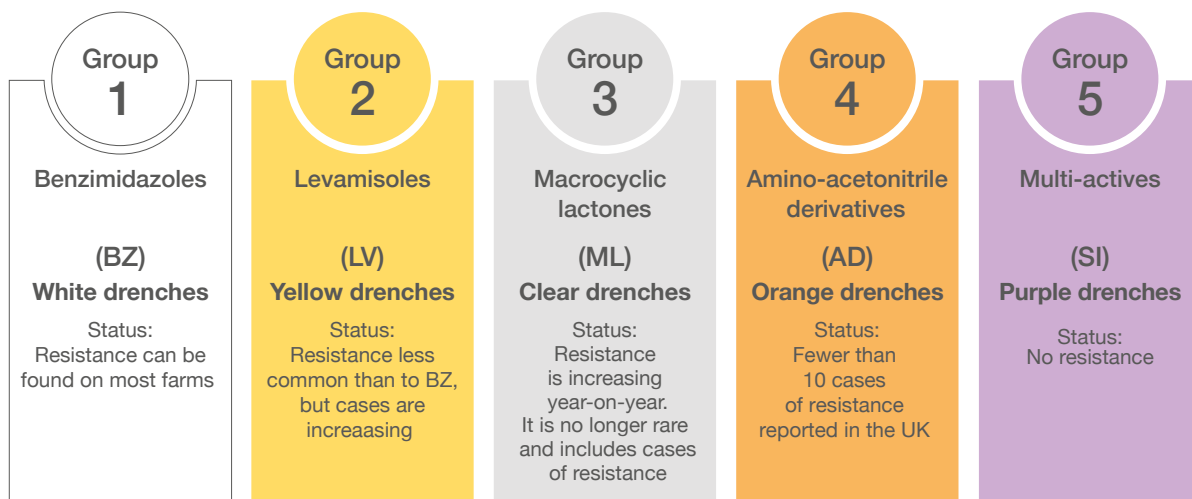 Group
1
Benzimidazoles
(BZ)
White drenches
Status:
Resistance can be
found on most farms
Group
2
Levamisoles
(LV)
Yellow drenches
Status:
Resistance less
common than to BZ,
but cases are
increaasing
Group
3
Macrocyclic
lactones
(ML)
Clear drenches
Status:
Resistance
is increasing
year-on-year.
It is no longer rare
and includes cases
of resistance
Group
4
Amino-acetonitrile
derivatives
(AD)
Orange drenches
Status:
Fewer than
10 cases
of resistance
reported in the UK
Group
5
Multi-actives
(SI)
Purple drenches
Status:
No resistance